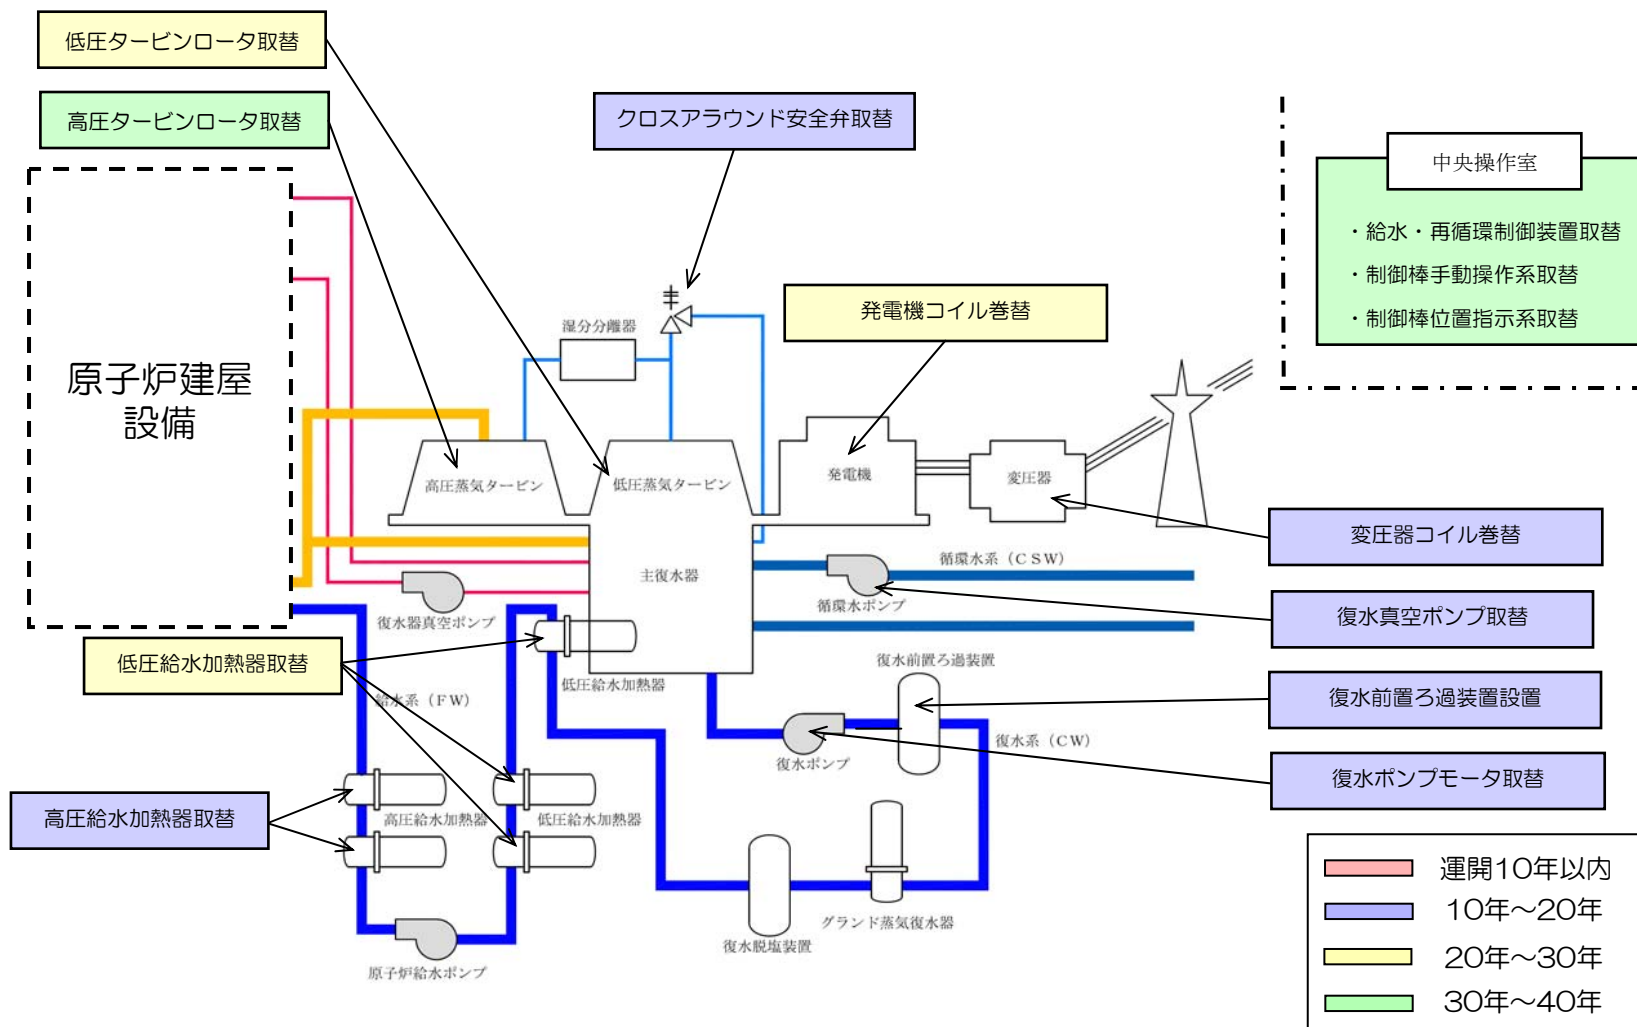 低圧タービンロータ取替
高圧タービンロータ取替
クロスアラウンド安全弁取替
中央操作室
・給水・再循環制御装置取替
・制御棒手動操作系取替
・制御棒位置指示系取替
発電機コイル巻替
湿分分離器
原子炉建屋
設備
高圧蒸気タービン
低圧蒸気タービン
発電機
変圧器
変圧器コイル巻替
循環水系(CSW)
主復水器
循環水ポンプ
復水器真空ポンプ
復水真空ポンプ取替
低圧給水加熱器取替
復水前置ろ過装置
低圧給水加熱器
給水系(FW)
復水前置ろ過装置設置
復水系(CW)
復水ポンプ
復水ポンプモータ取替
高圧給水加熱器取替
高圧給水加熱器
低圧給水加熱器
グランド蒸気復水器
復水脱塩装置
原子炉給水ポンプ
運開10年以内
10年～20年
20年～30年
30年～40年